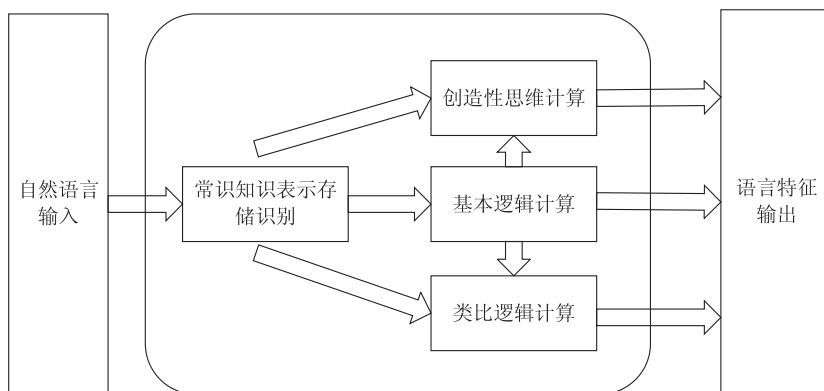 自然语言
输入
常识知识表示存
储识别
创造性思维计算
基本逻辑计算
类比逻辑计算
语言特征
输出